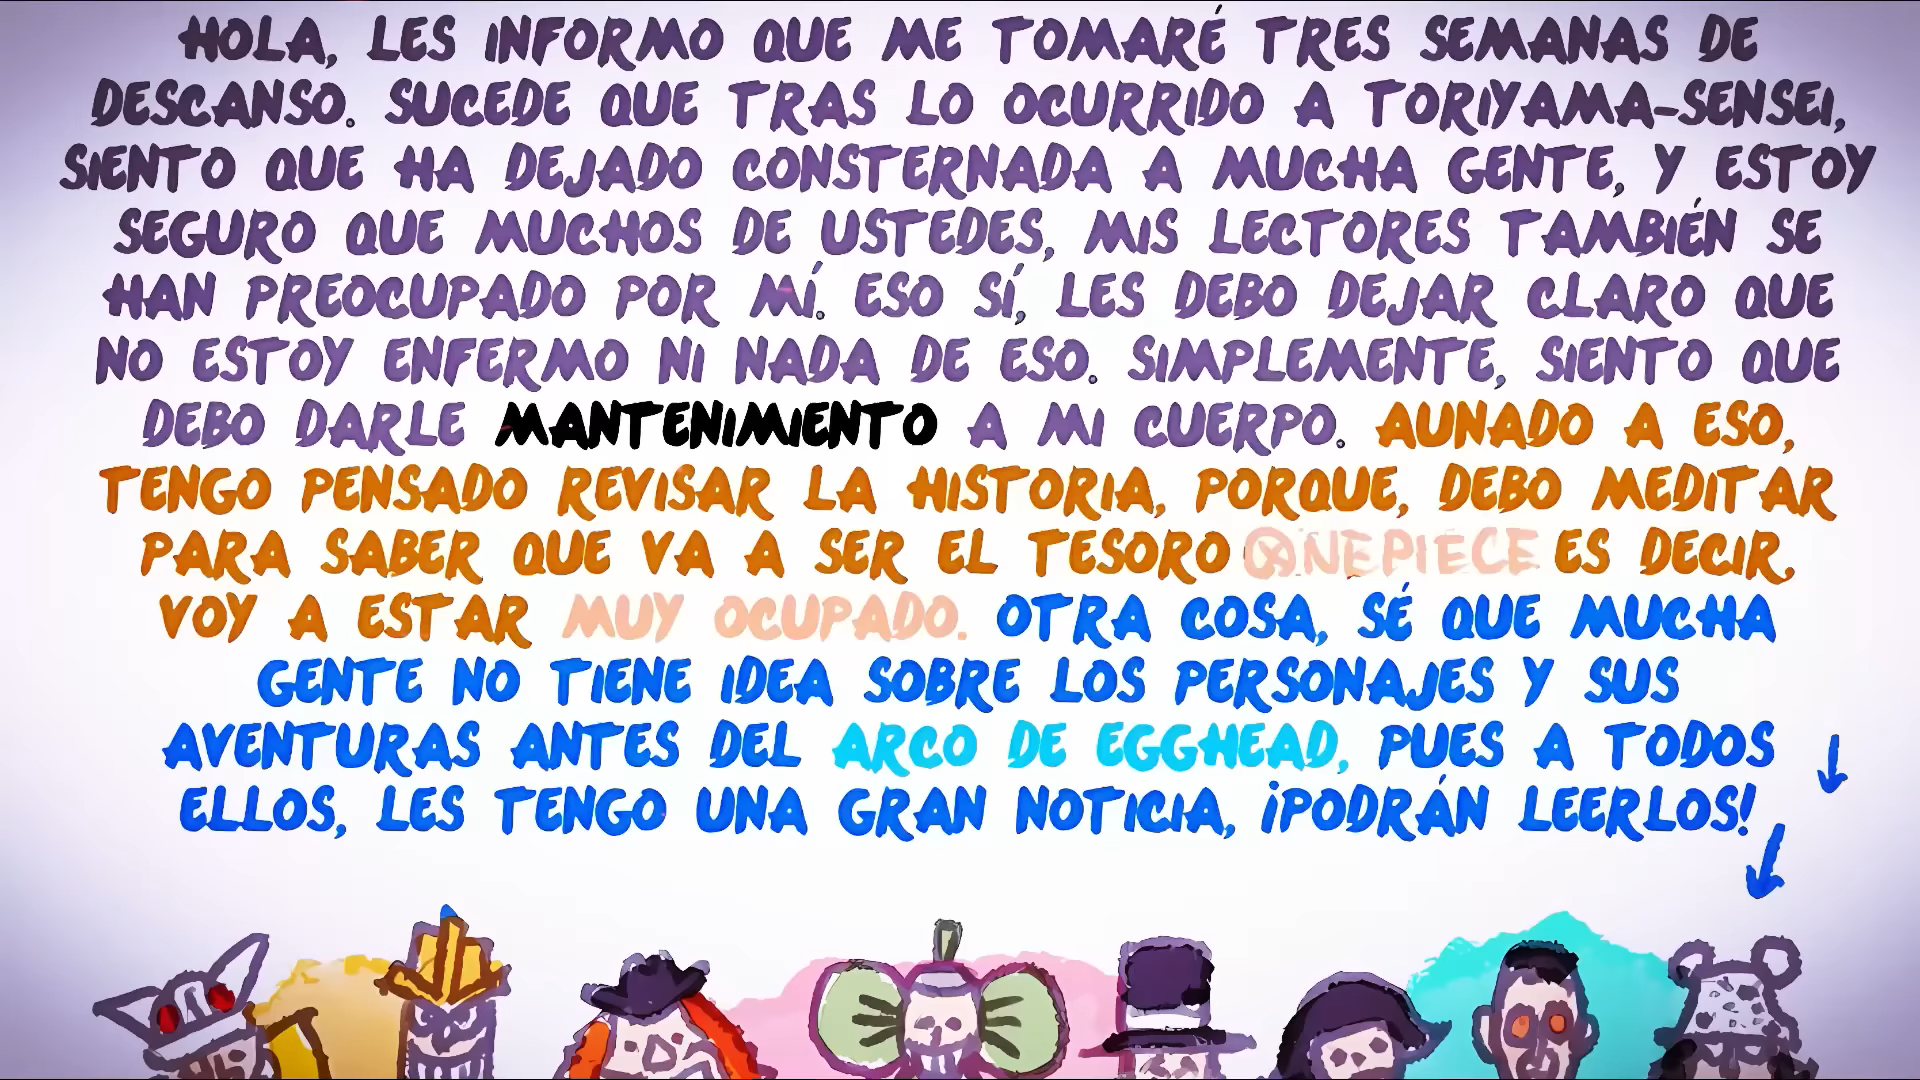 HOLA, LES INFORMO QUE ME TOMARÉ TRES SEMANAS DE
DESCANSO. SUCEDE QUE TRAS LO OCURRIDO A TORIYAMA-SENSEI,
SIENTO QUE HA DEJADO CONSTERNADA A MUCHA GENTE, Y ESTOY
SEGURO QUE MUCHOS DE USTEDES, MIS LECTORES TAMBIÉN SE
HAN PREOCUPADO POR MÍ. ESO SÍ, LES DEBO DEJAR CLARO QUE
NO ESTOY ENFERMO NI NADA DE ESO. SIMPLEMENTE, SIENTO QUE
DEBO DARLE MANTENIMIENTO A MI CUERPO. AUNADO A ESO,
TENGO PENSADO REVISAR LA HISTORIA, PORQUE, DEBO MEDITAR
PARA SABER QUE VA A SER EL TESORO ONEPIECE ES DECIR,
VOY A ESTAR MUY OCUPADO. OTRA COSA, SÉ QUE MUCHA
GENTE NO TIENE IDEA SOBRE LOS PERSONAJES Y SUS
AVENTURAS ANTES DEL ARCO DE EGGHEAD, PUES A TODOS
ELLOS, LES TENGO UNA GRAN NOTICIA, ¡PODRÁN LEERLOS!